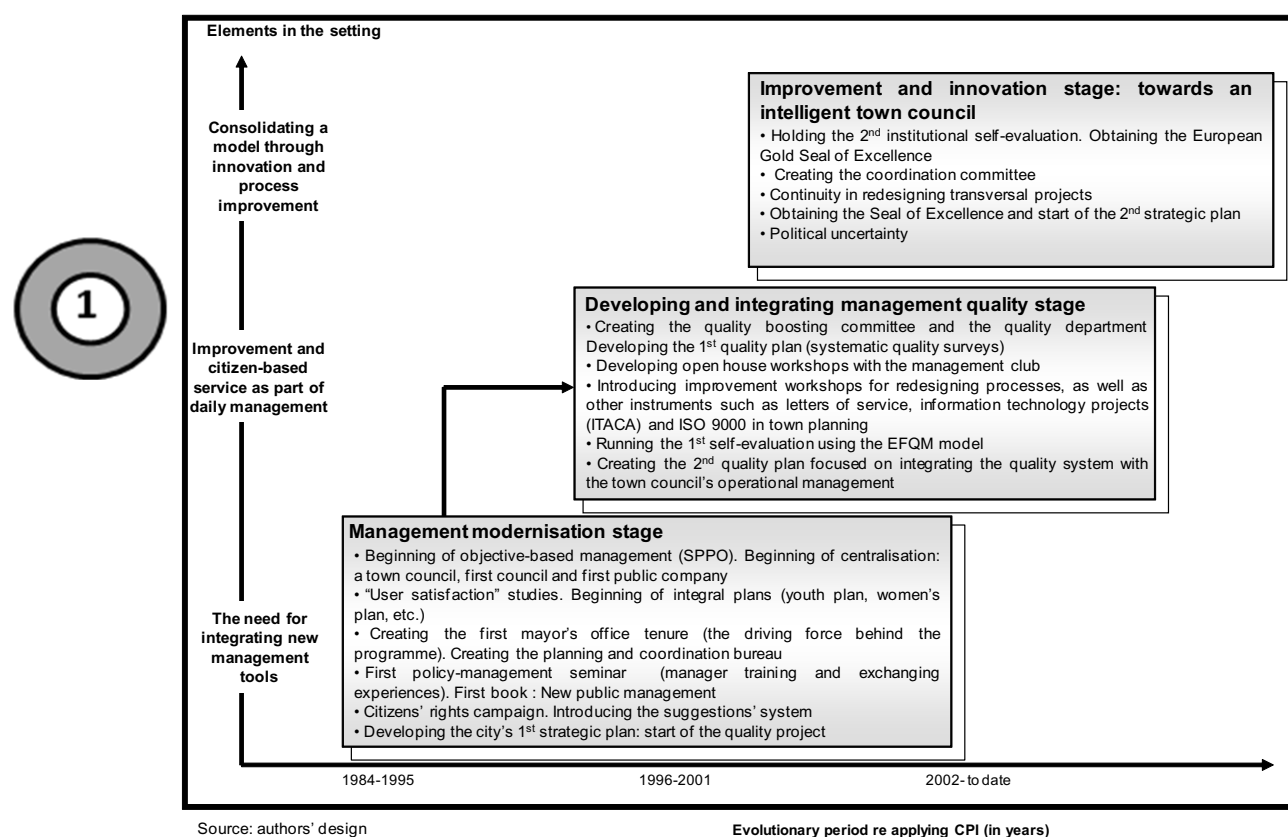 Elements in the setting
Improvement and innovation stage: towards an
intelligent town council
• Holding the 2nd institutional self-evaluation. Obtaining the European
Gold Seal of Excellence
• Creating the coordination committee
• Continuity in redesigning transversal projects
• Obtaining the Seal of Excellence and start of the 2nd strategic plan
• Political uncertainty
Consolidating a
model through
innovation and
process
improvement
1
Developing and integrating management quality stage
• Creating the quality boosting committee and the quality department
Developing the 1st quality plan (systematic quality surveys)
• Developing open house workshops with the management club
• Introducing improvement workshops for redesigning processes, as well as
other instruments such as letters of service, information technology projects
(ITACA) and ISO 9000 in town planning
• Running the 1st self-evaluation using the EFQM model
• Creating the 2nd quality plan focused on integrating the quality system with
the town council's operational management
Improvement and
citizen-based
service as part of
daily management
Management modernisation stage
• Beginning of objective-based management (SPPO). Beginning of centralisation:
a town council, first council and first public company
• “User satisfaction” studies. Beginning of integral plans (youth plan, women’s
plan, etc.)
• Creating the first mayor’s office tenure (the driving force behind the
programme). Creating the planning and coordination bureau
• First policy-management seminar (manager training and exchanging
experiences). First book : New public management
• Citizens’ rights campaign. Introducing the suggestions’ system
• Developing the city’s 1st strategic plan: start of the quality project
The need for
integrating new
management
tools
1984-1995
1996-2001
2002- to date
Source: authors’ design
Evolutionary period re applying CPI (in years)